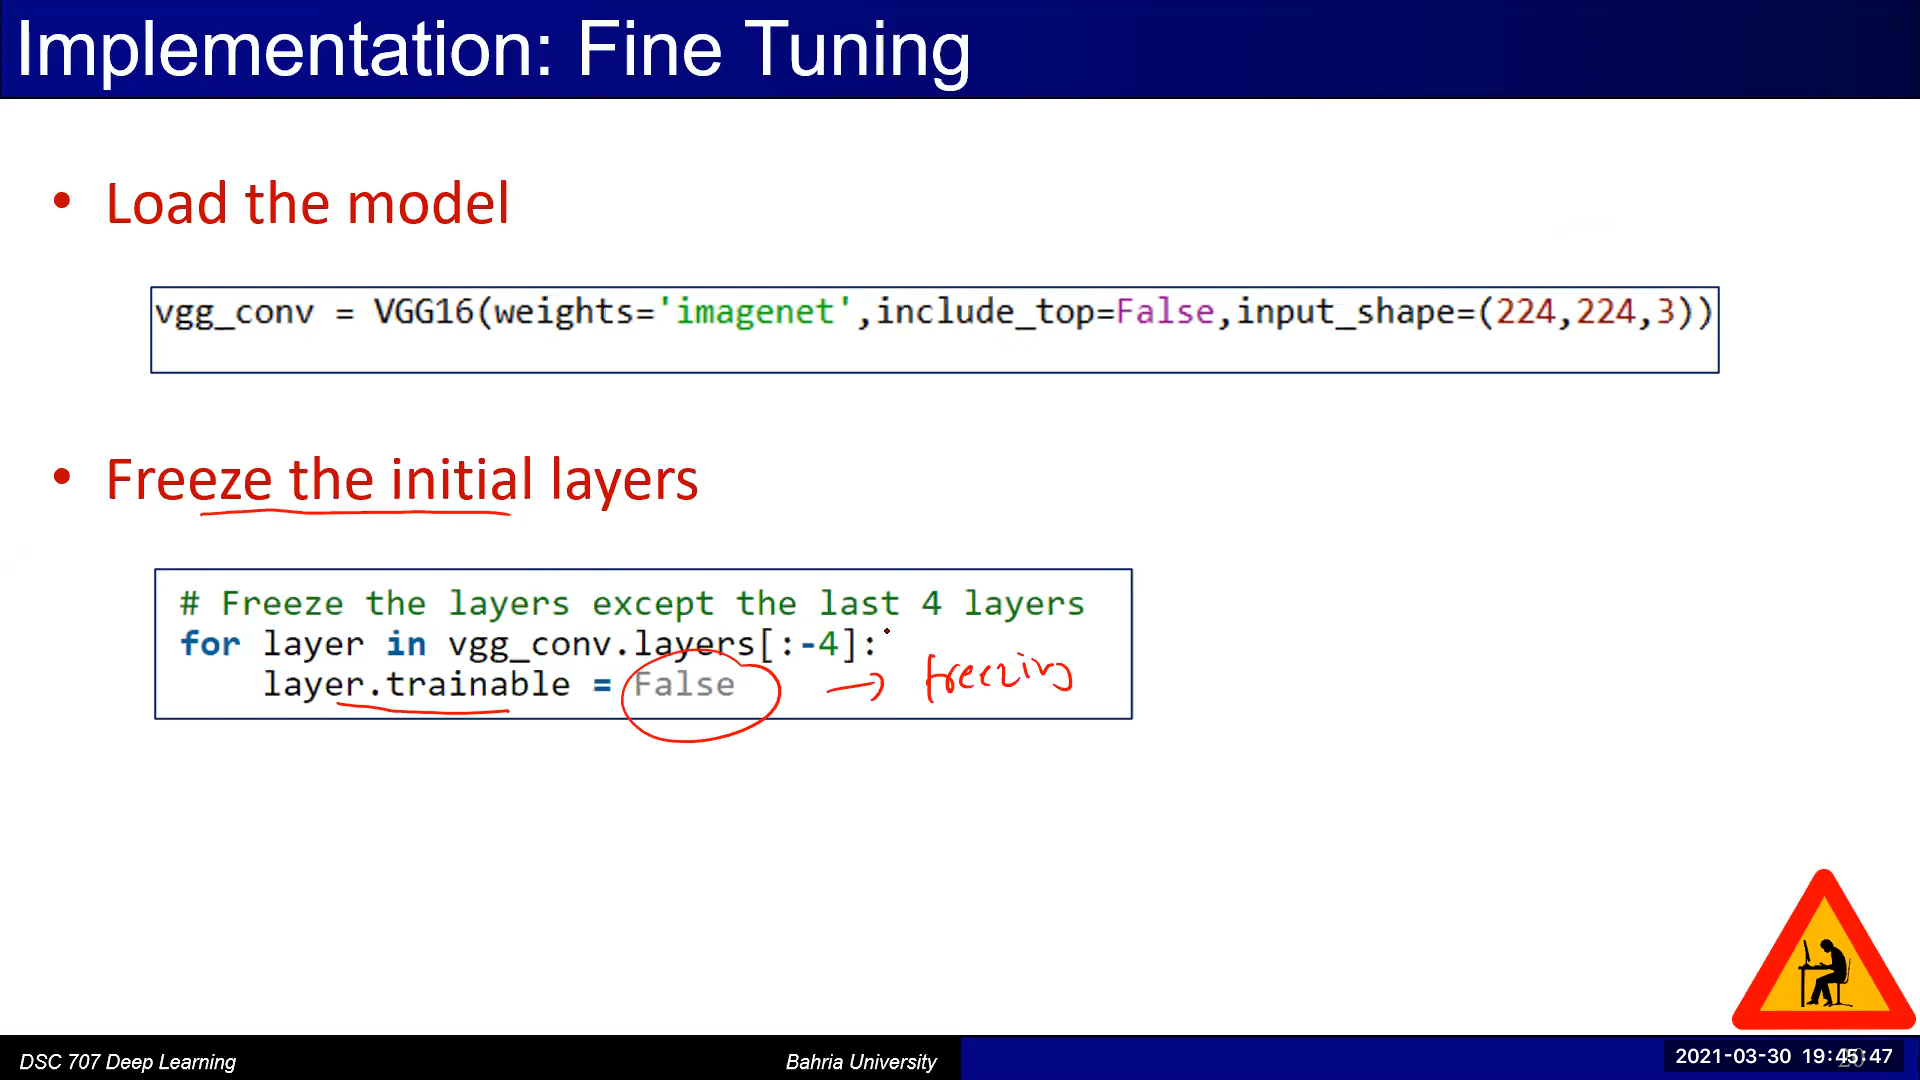 Implementation: Fine Tuning
• Load the model
vgg_conv = VGG16(weights='imagenet',include_top=False,input_shape=(224,224,3))
• Freeze the initial layers
# Freeze the layers except the last 4 layers
for layer in vgg_conv.layers[:-4]:
layer.trainable = False → freezing
DSC 707 Deep Learning
Bahria University
2021-03-30 19:45:47